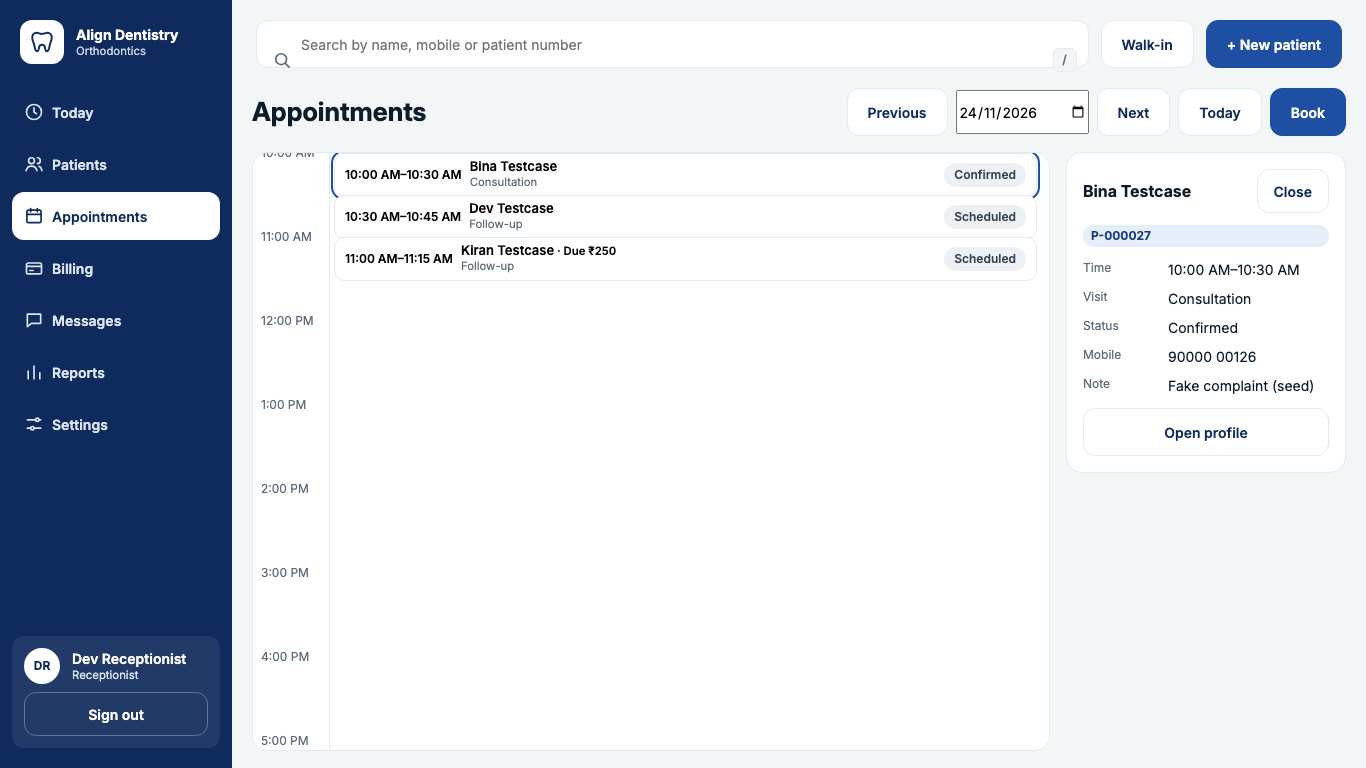 Align Dentistry
Orthodontics
Today
Patients
Appointments
Billing
Messages
Reports
Settings
DR
Dev Receptionist
Receptionist
Sign out
Search by name, mobile or patient number
/
Walk-in
+ New patient
Appointments
Previous
24/11/2026
Next
Today
Book
10:00 AM
11:00 AM
12:00 PM
1:00 PM
2:00 PM
3:00 PM
4:00 PM
5:00 PM
10:00 AM–10:30 AM Bina Testcase
Consultation
Confirmed
10:30 AM–10:45 AM Dev Testcase
Follow-up
Scheduled
11:00 AM–11:15 AM Kiran Testcase · Due ₹250
Follow-up
Scheduled
Bina Testcase
Close
P-000027
Time 10:00 AM–10:30 AM
Visit Consultation
Status Confirmed
Mobile 90000 00126
Note Fake complaint (seed)
Open profile